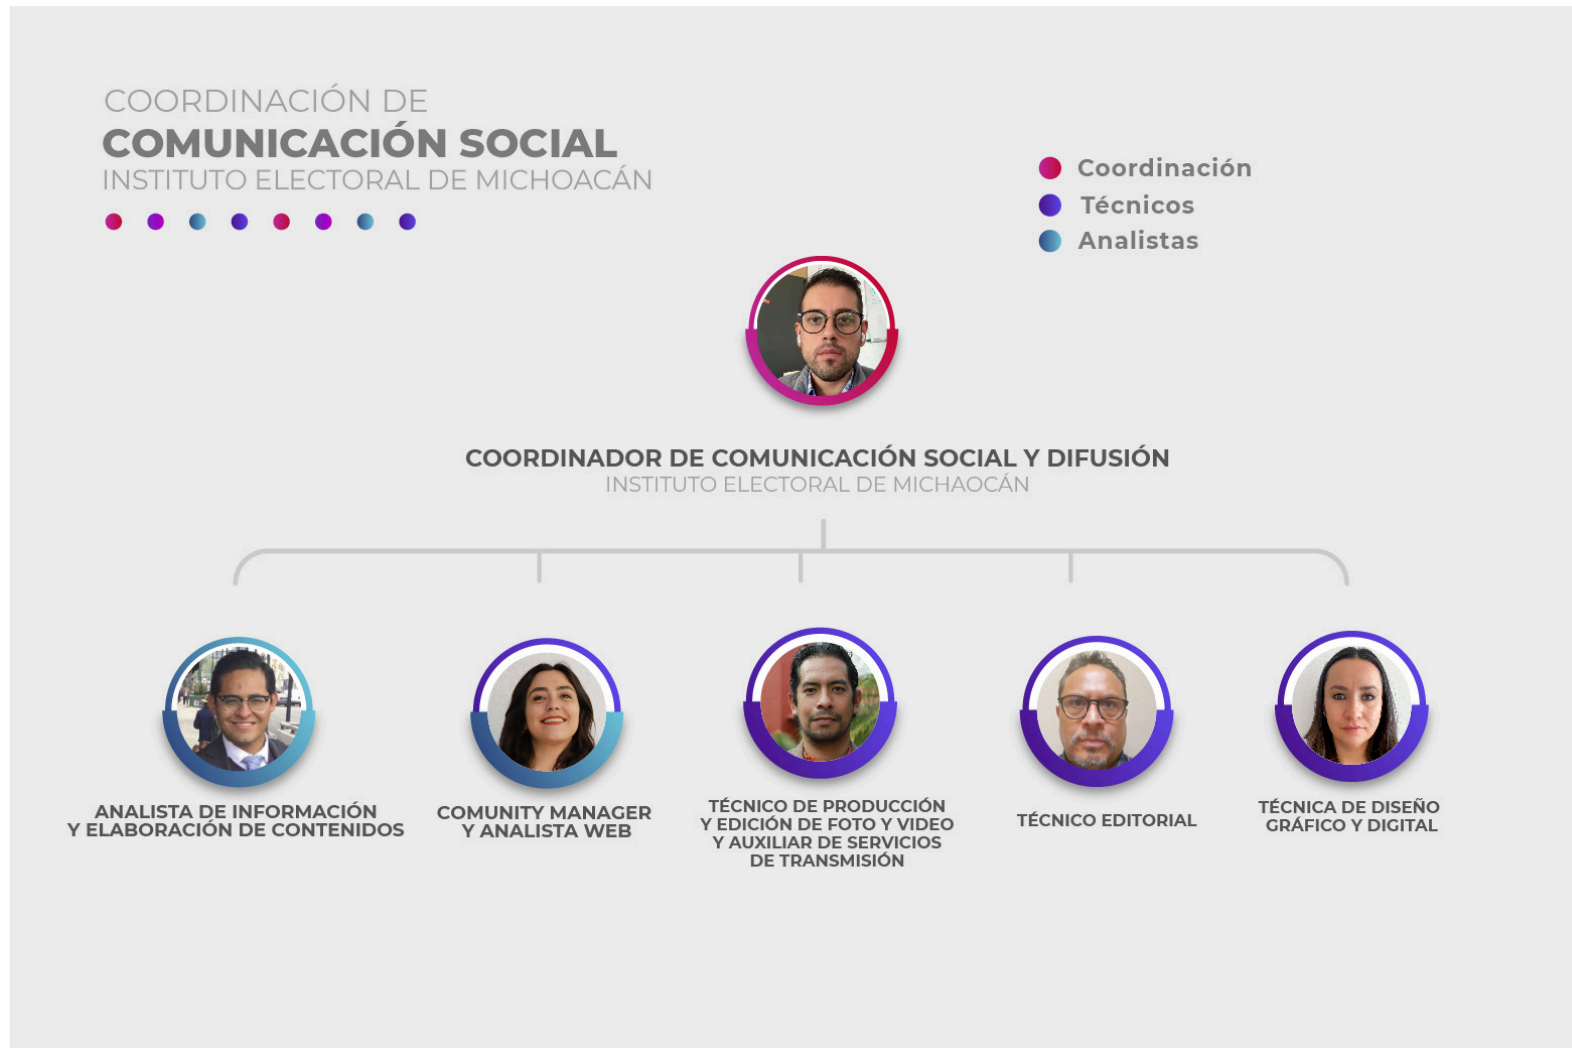 COORDINACIÓN DE
COMUNICACIÓN SOCIAL
INSTITUTO ELECTORAL DE MICHOACÁN
Coordinación
Técnicos
Analistas
COORDINADOR DE COMUNICACIÓN SOCIAL Y DIFUSIÓN
INSTITUTO ELECTORAL DE MICHAOCÁN
ANALISTA DE INFORMACIÓN
Y ELABORACIÓN DE CONTENIDOS
COMUNITY MANAGER
Y ANALISTA WEB
TÉCNICO DE PRODUCCIÓN
Y EDICIÓN DE FOTO Y VIDEO
Y AUXILIAR DE SERVICIOS
DE TRANSMISIÓN
TÉCNICO EDITORIAL
TÉCNICA DE DISEÑO
GRÁFICO Y DIGITAL